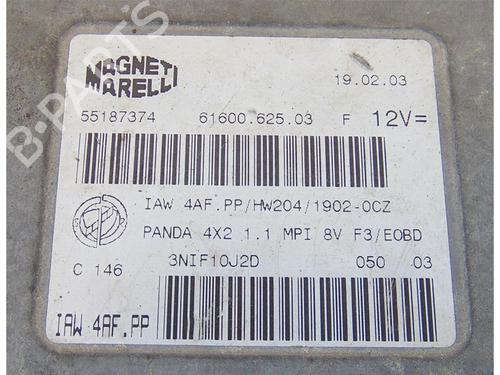 MAGNETI
MARELLI
19.02.03
55187374 61600.625.03 F 12V=
IAW 4AF.PP/HW204/1902-0CZ
PANDA 4X2 1.1 MPI 8V F3/EOBD
C 146 3NIF10J2D 050 03
IAW 4AF.PP
B-PARTS